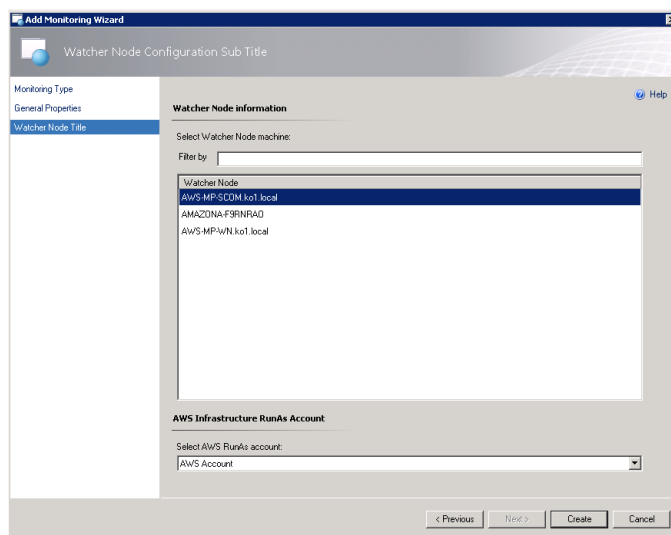 Add Monitoring Wizard
Watcher Node Configuration Sub Title
Monitoring Type
General Properties
Watcher Node Title
Help
Watcher Node information
Select Watcher Node machine:
Filter by
Watcher Node
AWS-MP-SCOM.ko1.local
AMAZONA-F9RNRAO
AWS-MP-WN.ko1.local
AWS Infrastructure RunAs Account
Select AWS RunAs account:
AWS Account
< Previous Next > Create Cancel